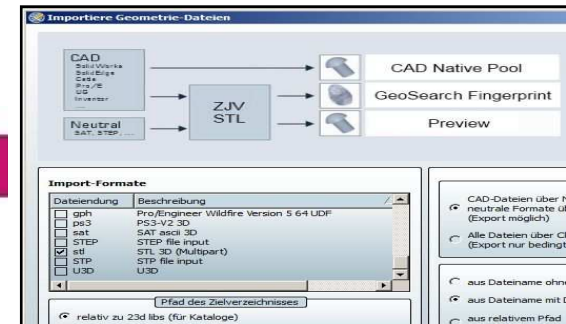 Importiere Geometrie-Dateien
CAD
SolidWorks
SolidEdge
Catia
Pro/E
UG
Inventor
...
Neutral
SAT, STEP, ...
ZJV
STL
CAD Native Pool
GeoSearch Fingerprint
Preview
Import-Formate
Dateiendung Beschreibung
gph Pro/Engineer Wildfire Version 5 64 UDF
ps3 PS3-V2 3D
sat SAT ascii 3D
STEP STEP file input
stl STL 3D (Multipart)
STP STP file input
U3D U3D
Pfad des Zielverzeichnisses
relativ zu 23d libs (für Kataloge)
CAD-Dateien über
neutrale Formate
(Export möglich)
Alle Dateien über
(Export nur bedingt
aus Dateiname
aus Dateiname mit
aus relativem Pfad